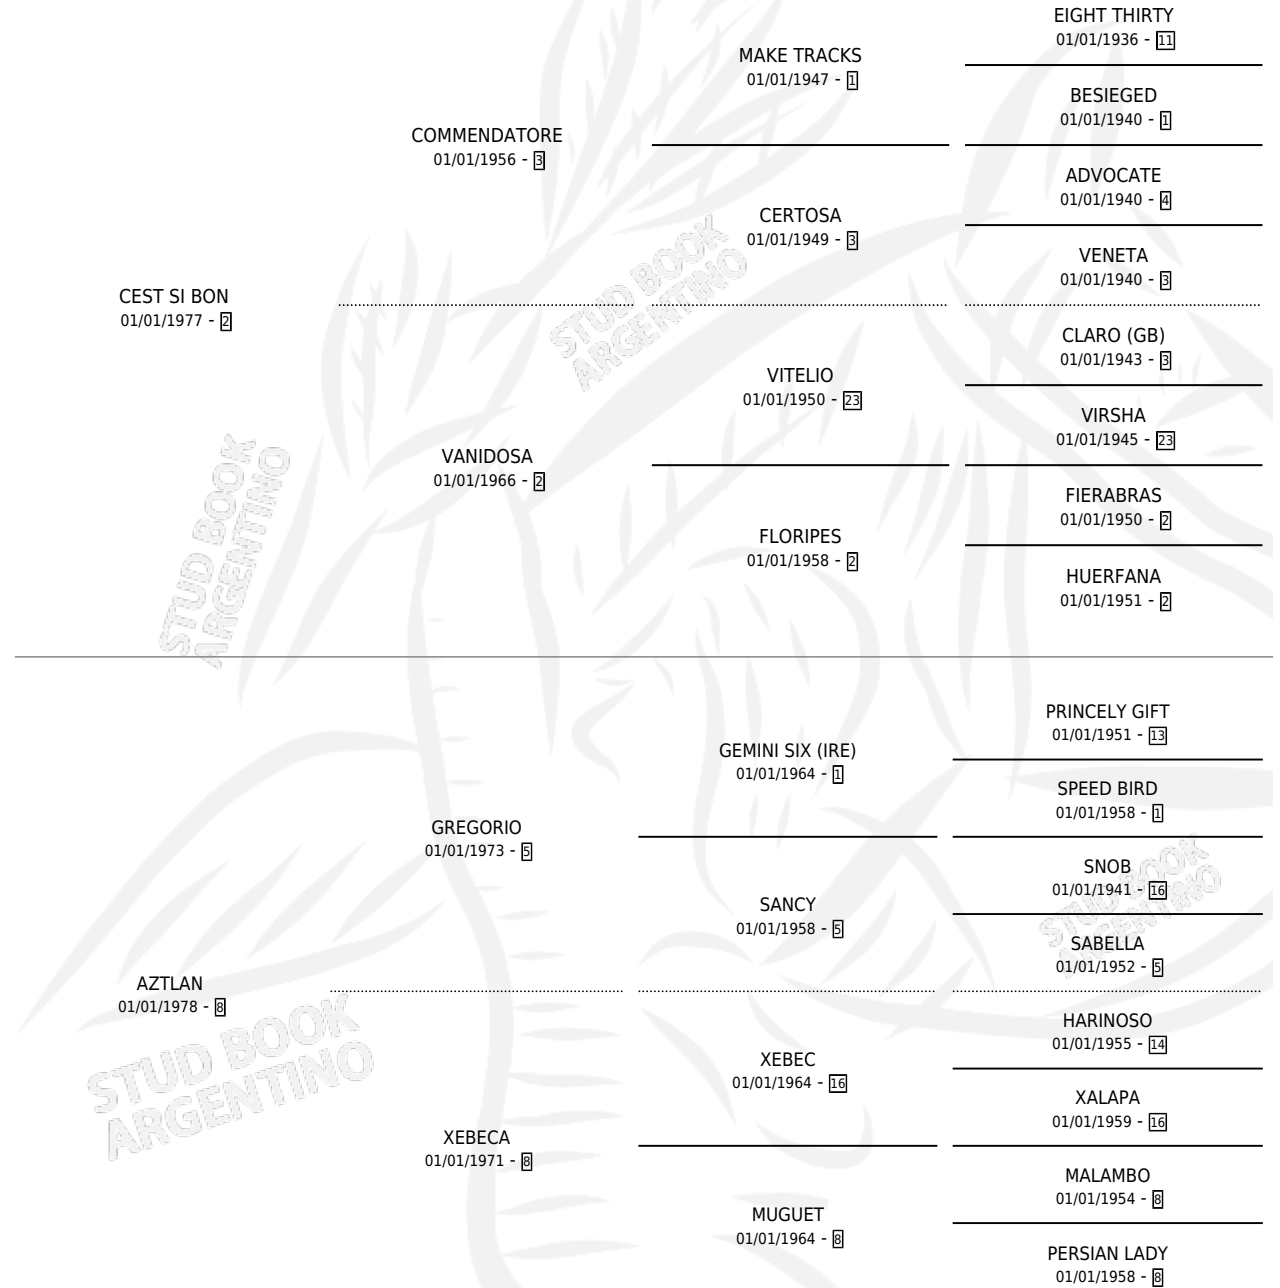 EIGHT THIRTY
01/01/1936 - 11
MAKE TRACKS
01/01/1947 - 1
BESIEGED
01/01/1940 - 1
COMMENDATORE
01/01/1956 - 3
ADVOCATE
01/01/1940 - 4
CERTOSA
01/01/1949 - 3
VENETA
01/01/1940 - 3
CEST SI BON
01/01/1977 - 2
CLARO (GB)
01/01/1943 - 3
VITELIO
01/01/1950 - 23
VIRSHA
01/01/1945 - 23
VANIDOSA
01/01/1966 - 2
FIERABRAS
01/01/1950 - 2
FLORIPES
01/01/1958 - 2
HUERFANA
01/01/1951 - 2
PRINCELY GIFT
01/01/1951 - 13
GEMINI SIX (IRE)
01/01/1964 - 1
SPEED BIRD
01/01/1958 - 1
GREGORIO
01/01/1973 - 5
SNOB
01/01/1941 - 16
SANCY
01/01/1958 - 5
SABELLA
01/01/1952 - 5
AZTLAN
01/01/1978 - 8
HARINOSO
01/01/1955 - 14
XEBEC
01/01/1964 - 16
XALAPA
01/01/1959 - 16
XEBECA
01/01/1971 - 8
MALAMBO
01/01/1954 - 8
MUGUET
01/01/1964 - 8
PERSIAN LADY
01/01/1958 - 8
STUD BOOK
ARGENTINO
STUD BOOK
ARGENTINO
STUD BOOK
ARGENTINO
STUD BOOK
ARGENTINO